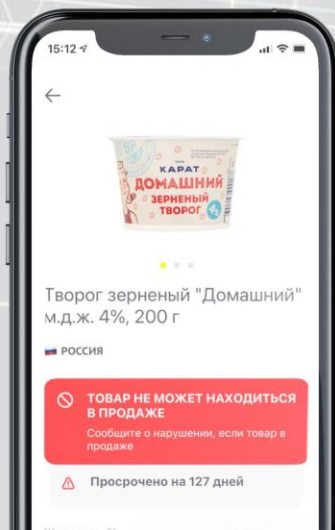 15:12
КАРАТ
ДОМАШНИЙ
ЗЕРНЕНЫЙ
ТВОРОГ
Творог зерненый "Домашний"
м.д.ж. 4%, 200 г
РОССИЯ
ТОВАР НЕ МОЖЕТ НАХОДИТЬСЯ
В ПРОДАЖЕ
Сообщите о нарушении, если товар в
продаже
Просрочено на 127 дней